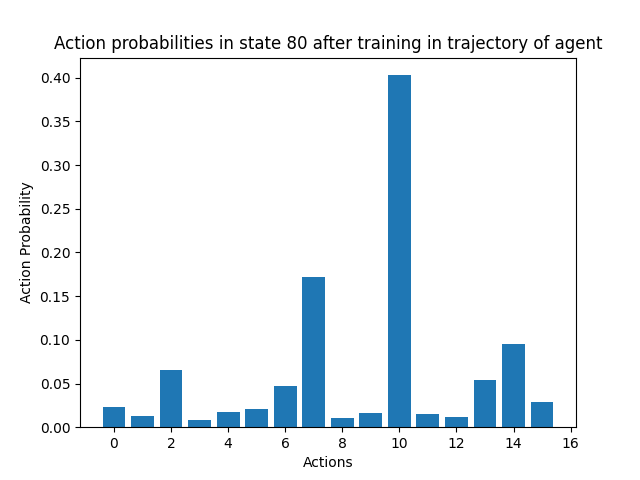 Action probabilities in state 80 after training in trajectory of agent
0.40
0.35
0.30
0.25
0.20
0.15
0.10
0.05
0.00
Action Probability
0 2 4 6 8 10 12 14 16
Actions